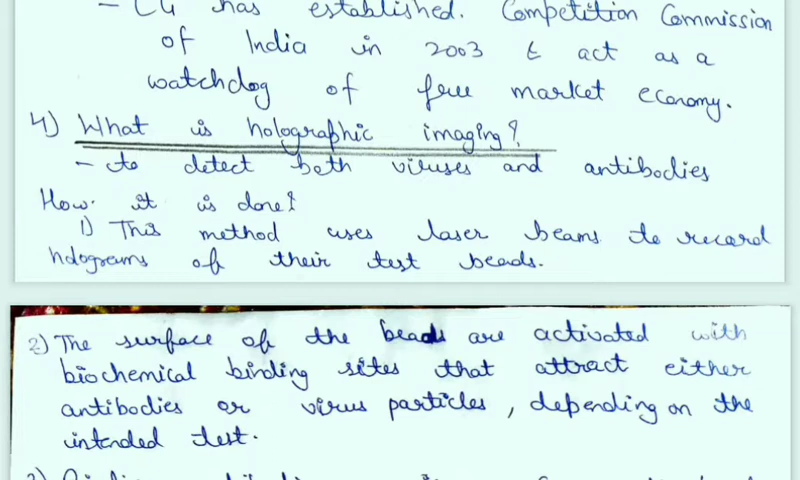 - CG has established. Competition Commission
of India in 2003 to act as a
watchdog of free market economy.
4) What is holographic imaging?
- to detect both viruses and antibodies
How. it is done?
1) This method uses laser beams to record
hdograms of their test beads.
2) The surface of the beads are activated with
biochemical binding sites that attract either
antibodies or virus particles, depending on the
intended test.